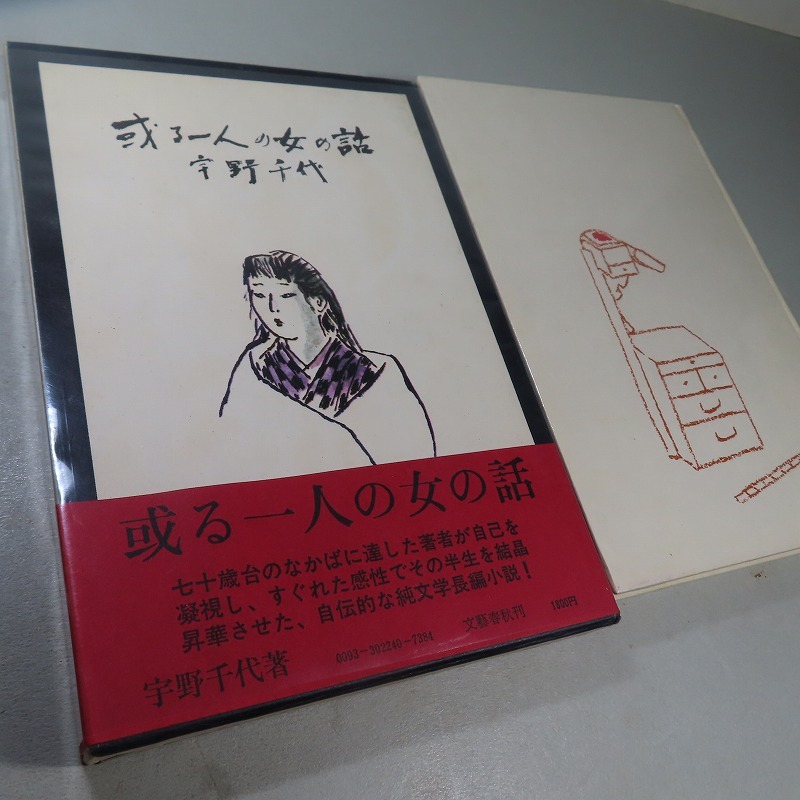 或る一人の女の話
宇野千代
或る一人の女の話
七十歳台のなかばに達した著者が自己を
凝視し、すぐれた感性でその半生を結晶
昇華させた、自伝的な純文学長編小説！
宇野千代著
0093-302240-7384
文藝春秋刊
1800円